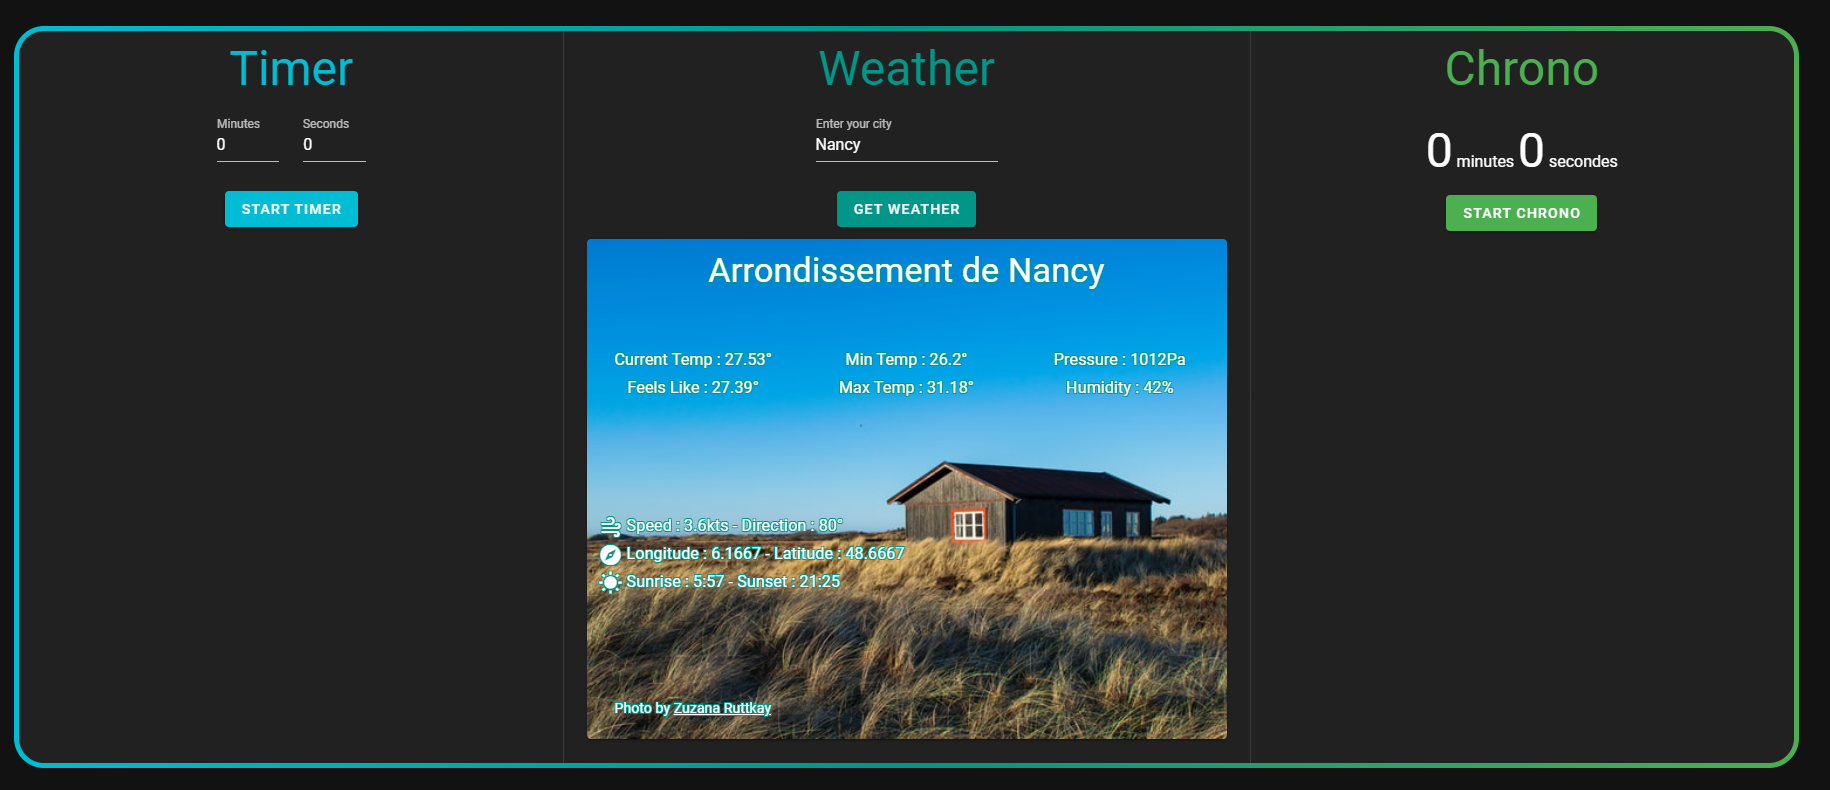 Timer
Minutes Seconds
0 0
START TIMER
Weather
Enter your city
Nancy
GET WEATHER
Arrondissement de Nancy
Current Temp : 27.53° Min Temp : 26.2° Pressure : 1012Pa
Feels Like : 27.39° Max Temp : 31.18° Humidity : 42%
Speed : 3.6kts - Direction : 80°
Longitude : 6.1667 - Latitude : 48.6667
Sunrise : 5:57 - Sunset : 21:25
Photo by Zuzana Ruttkay
Chrono
0 minutes 0 secondes
START CHRONO